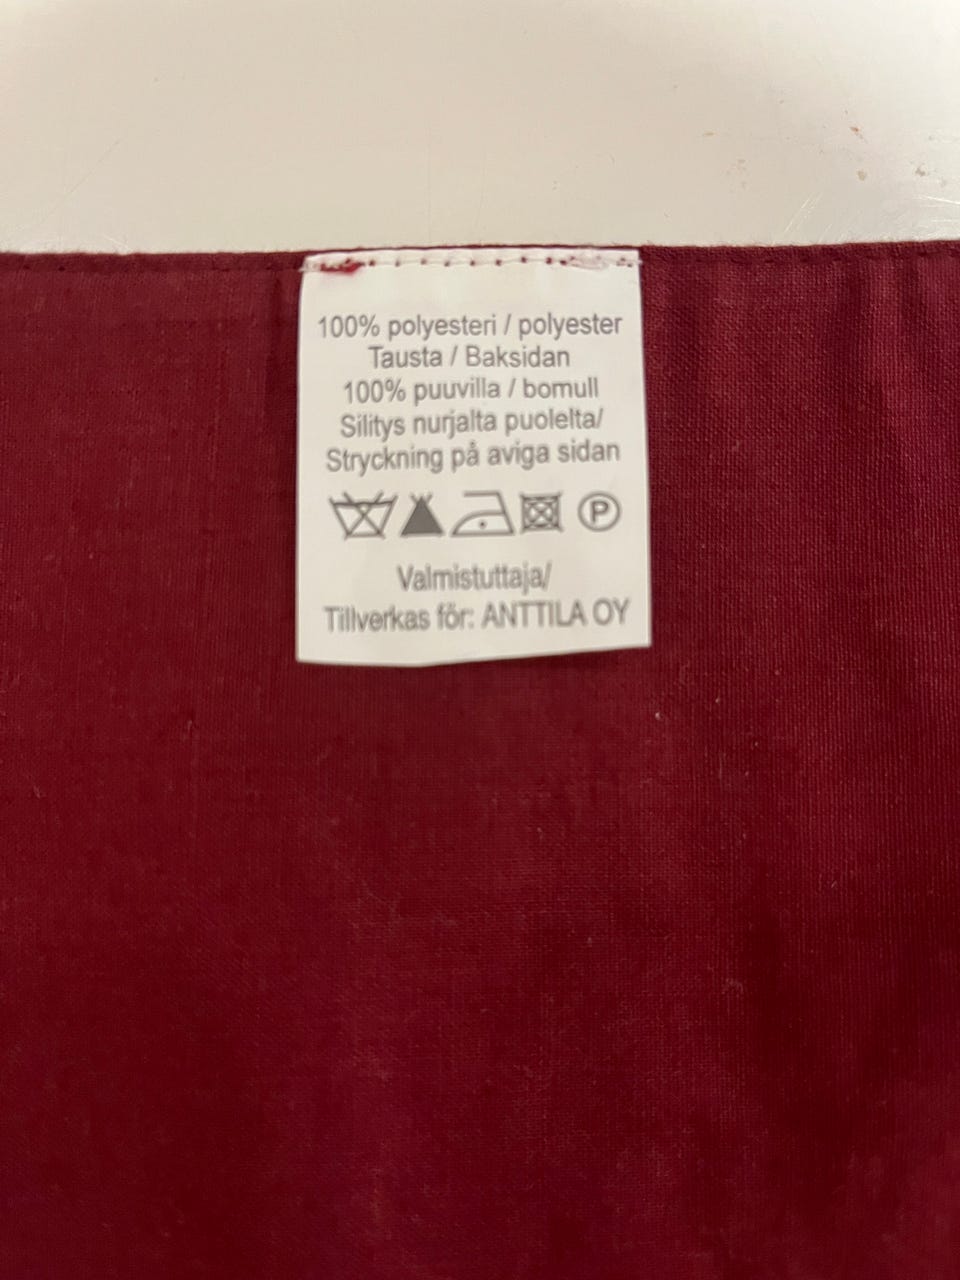 100% polyesteri / polyester
Tausta / Baksidan
100% puuvilla / bomull
Silitys nurjalta puolelta/
Stryckning på aviga sidan
P
Valmistuttaja/
Tillverkas för: ANTTILA OY